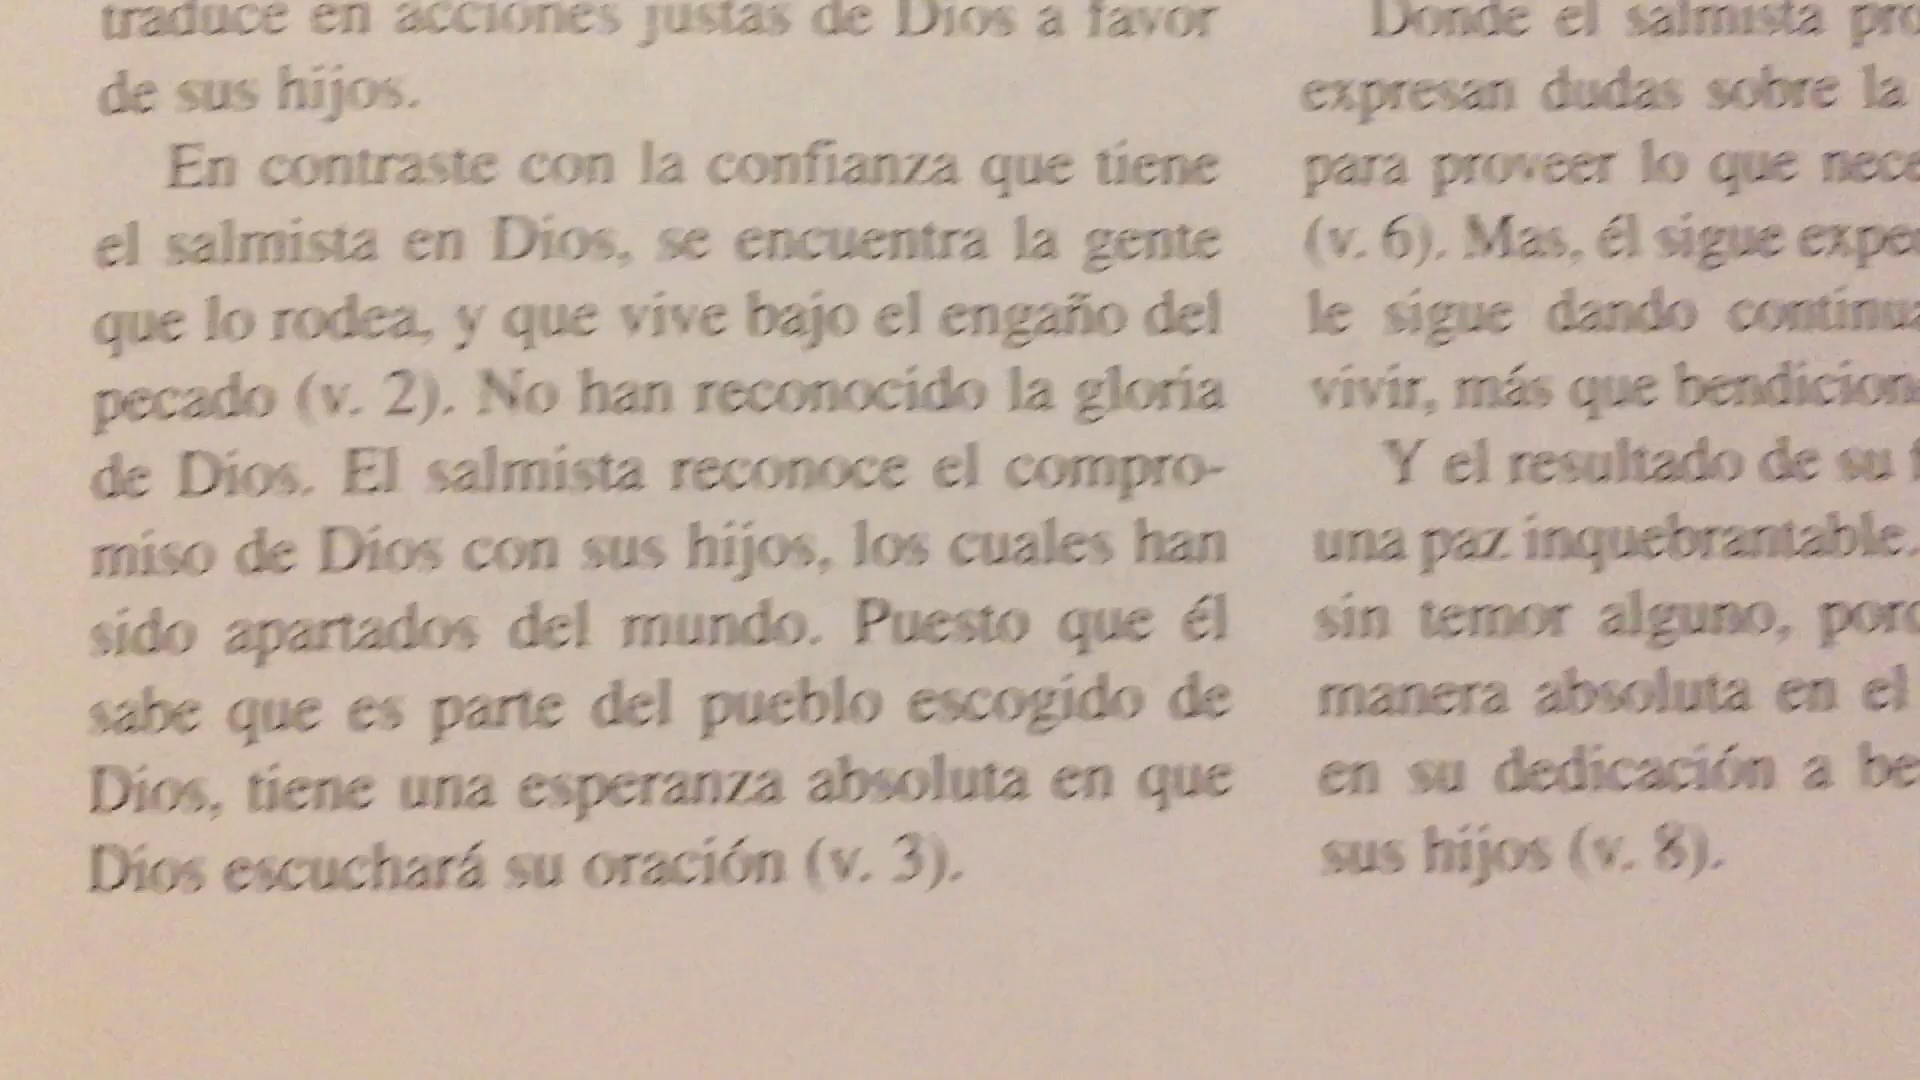 traduce en acciones justas de Dios a favor
de sus hijos.
En contraste con la confianza que tiene
el salmista en Dios, se encuentra la gente
que lo rodea, y que vive bajo el engaño del
pecado (v. 2). No han reconocido la gloria
de Dios. El salmista reconoce el compro-
miso de Dios con sus hijos, los cuales han
sido apartados del mundo. Puesto que él
sabe que es parte del pueblo escogido de
Dios, tiene una esperanza absoluta en que
Dios escuchará su oración (v. 3).
Donde el salmista
expresan dudas sobre la
para proveer lo que
(v. 6). Mas, él sigue
le sigue dando
vivir, más que
Y el resultado de su
una paz inquebrantable.
sin temor alguno,
manera absoluta en el
en su dedicación a
sus hijos (v. 8).